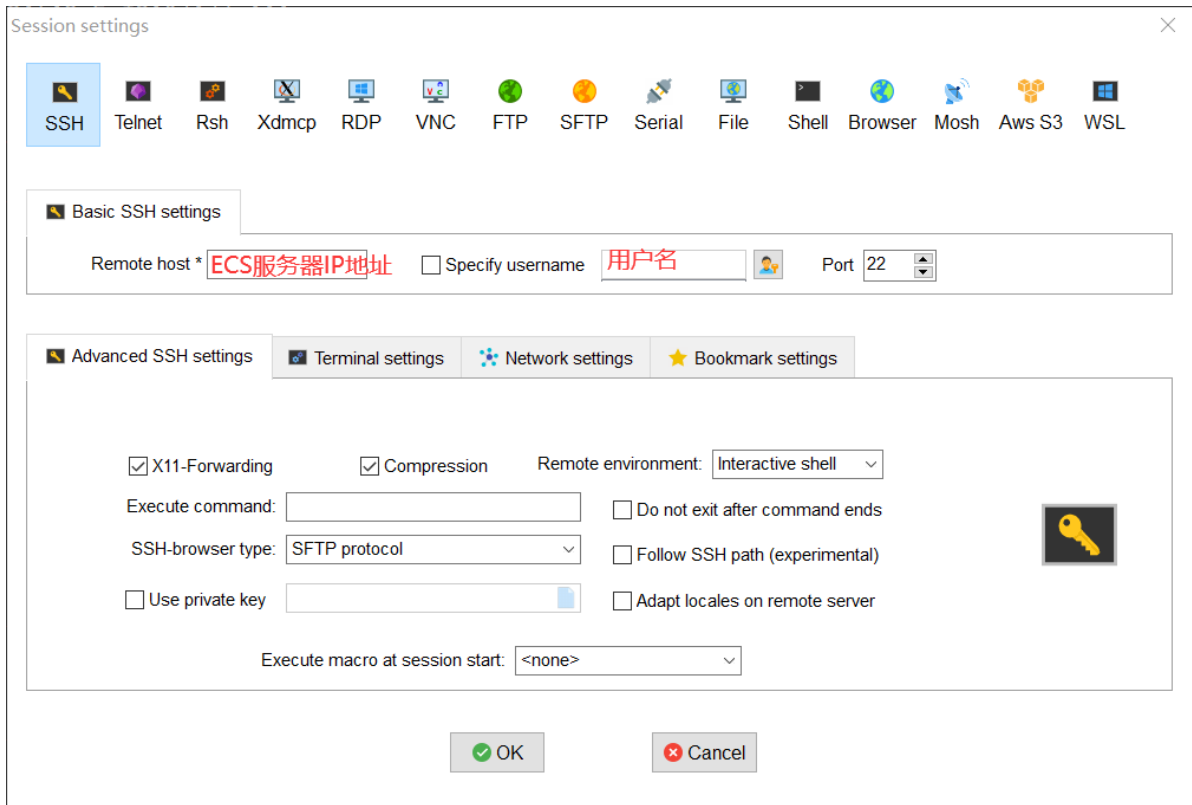 Session settings
SSH Telnet Rsh Xdmcp RDP VNC FTP SFTP Serial File Shell Browser Mosh Aws S3 WSL
Basic SSH settings
Remote host * ECS服务器IP地址 Specify username 用户名 Port 22
Advanced SSH settings Terminal settings Network settings Bookmark settings
X11-Forwarding Compression Remote environment: Interactive shell
Execute command: Do not exit after command ends
SSH-browser type: SFTP protocol Follow SSH path (experimental)
Use private key Adapt locales on remote server
Execute macro at session start: <none>
OK Cancel